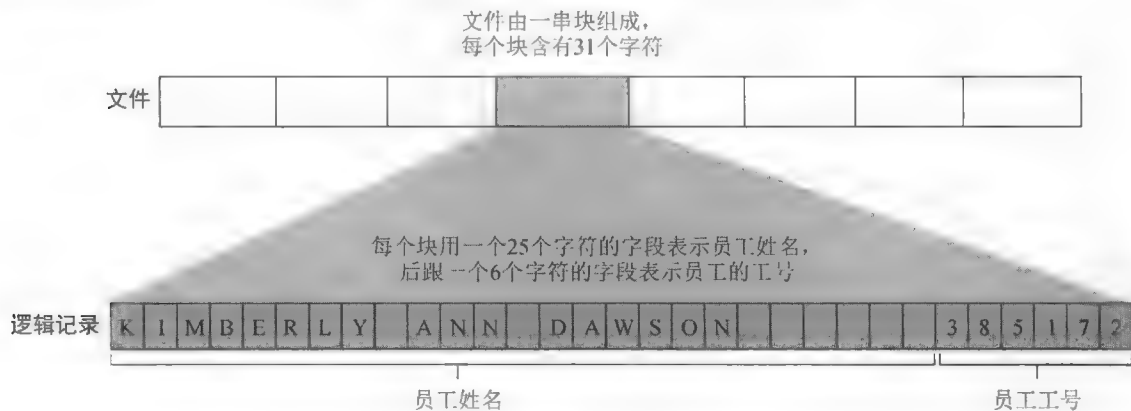 文件由一串块组成，
每个块含有31个字符
文件
每个块用一个25个字符的字段表示员工姓名，
后跟一个6个字符的字段表示员工的工号
逻辑记录 K I M B E R L Y A N N D A W S O N 3 8 5 1 7 2
员工姓名 员工工号